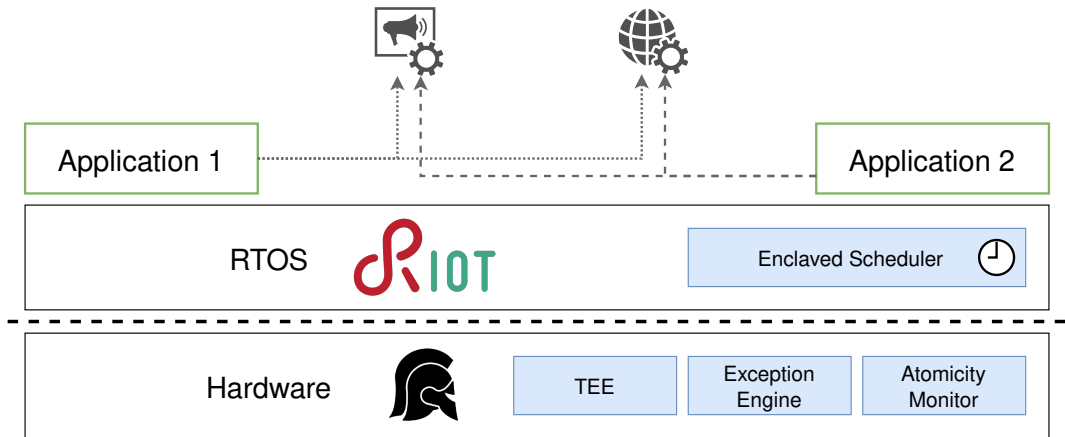 Application 1
Application 2
RTOS
RIOT
Enclaved Scheduler
Hardware
TEE
Exception
Engine
Atomicity
Monitor